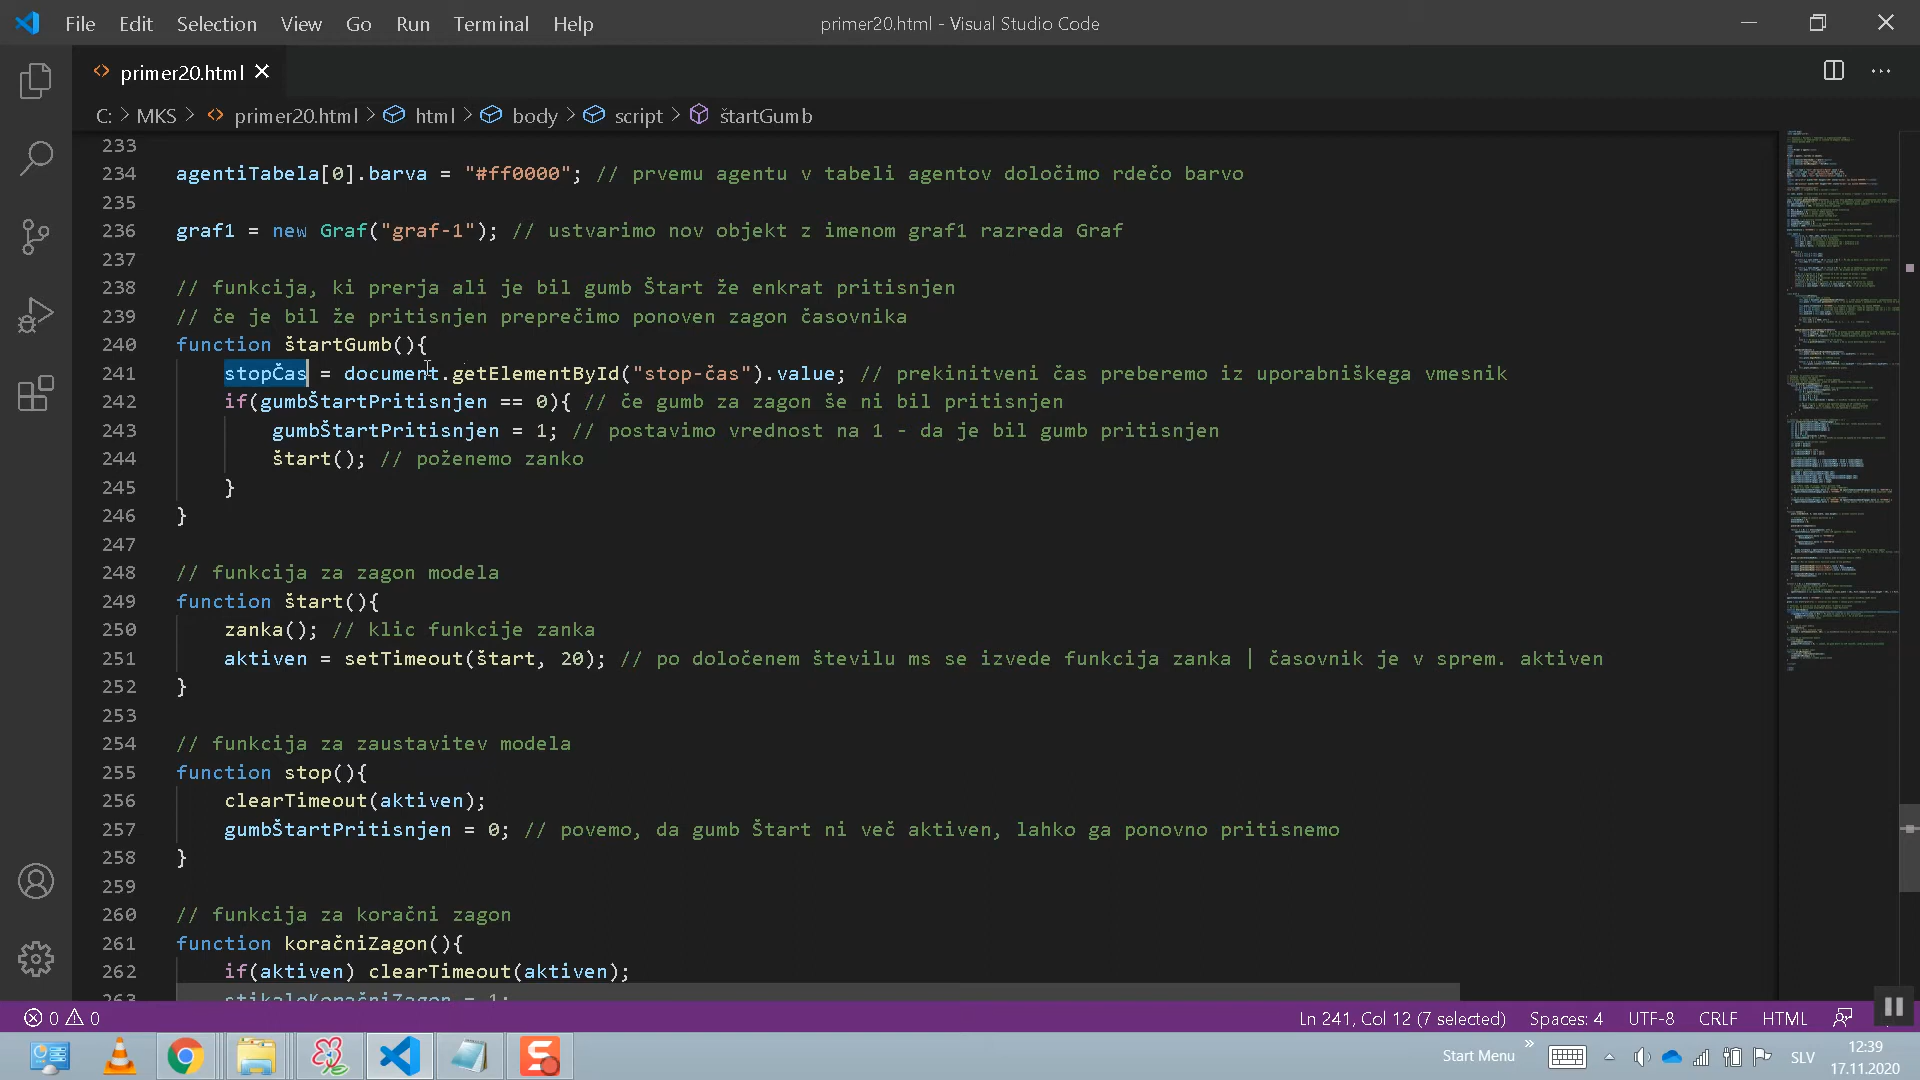 File Edit Selection View Go Run Terminal Help
primer20.html - Visual Studio Code
primer20.html
C: > MKS > primer20.html > html > body > script > štartGumb
233
234 agentiTabela[0].barva = "#ff0000"; // prvemu agentu v tabeli agentov določimo rdečo barvo
235
236 graf1 = new Graf("graf-1"); // ustvarimo nov objekt z imenom graf1 razreda Graf
237
238 // funkcija, ki prerja ali je bil gumb Štart že enkrat pritisnjen
239 // če je bil že pritisnjen preprečimo ponoven zagon časovnika
240 function štartGumb(){
241 stopČas = document.getElementById("stop-čas").value; // prekinitveni čas preberemo iz uporabniškega vmesnik
242 if(gumbŠtartPritisnjen == 0){ // če gumb za zagon še ni bil pritisnjen
243 gumbŠtartPritisnjen = 1; // postavimo vrednost na 1 - da je bil gumb pritisnjen
244 štart(); // poženemo zanko
245 }
246 }
247
248 // funkcija za zagon modela
249 function štart(){
250 zanka(); // klic funkcije zanka
251 aktiven = setTimeout(štart, 20); // po določenem številu ms se izvede funkcija zanka | časovnik je v sprem. aktiven
252 }
253
254 // funkcija za zaustavitev modela
255 function stop(){
256 clearTimeout(aktiven);
257 gumbŠtartPritisnjen = 0; // povemo, da gumb Štart ni več aktiven, lahko ga ponovno pritisnemo
258 }
259
260 // funkcija za koračni zagon
261 function koračniZagon(){
262 if(aktiven) clearTimeout(aktiven);
263 stikaloKoračniZagon = 1;
0 0
Ln 241, Col 12 (7 selected) Spaces: 4 UTF-8 CRLF HTML
Start Menu » SLV
12:39
17.11.2020